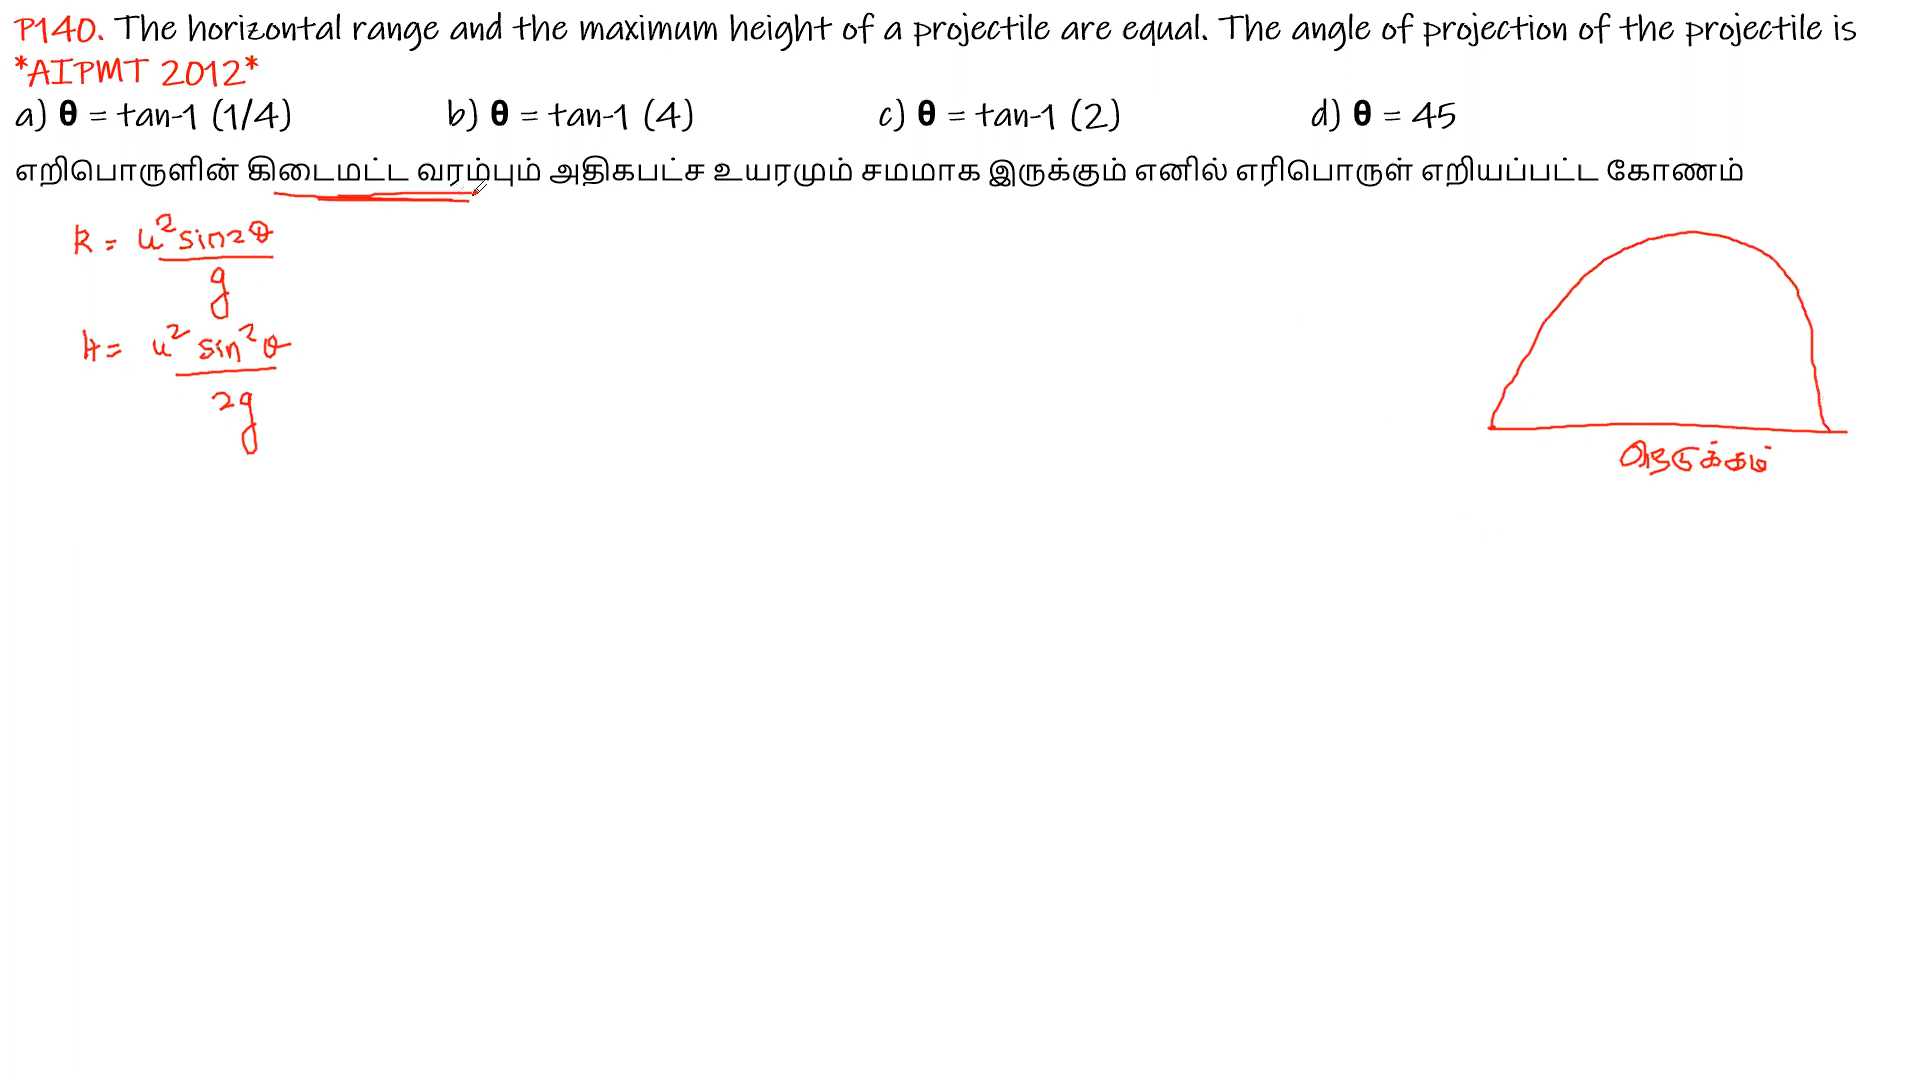 P140. The horizontal range and the maximum height of a projectile are equal. The angle of projection of the projectile is
*AIPMT 2012*
a) θ = tan-1 (1/4) b) θ = tan-1 (4) c) θ = tan-1 (2) d) θ = 45
எறிபொருளின் கிடைமட்ட வரம்பும் அதிகபட்ச உயரமும் சமமாக இருக்கும் எனில் எரிபொருள் எறியப்பட்ட கோணம்
R = u² sin2θ
g
H = u² sin²θ
2g